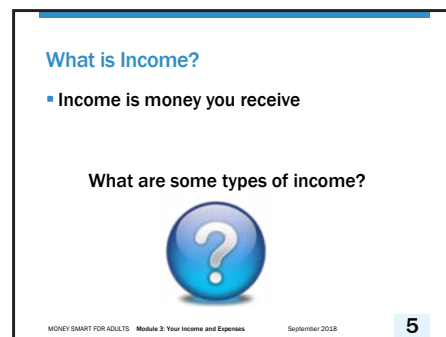 What is Income?
▪ Income is money you receive
What are some types of income?
?
MONEY SMART FOR ADULTS Module 3: Your Income and Expenses September 2018 5